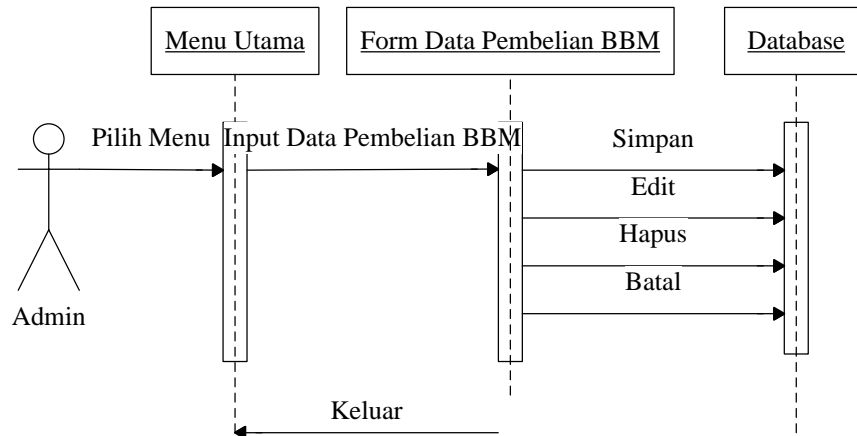 Menu Utama
Form Data Pembelian BBM
Database
Pilih Menu
Input Data Pembelian BBM
Simpan
Edit
Hapus
Batal
Admin
Keluar